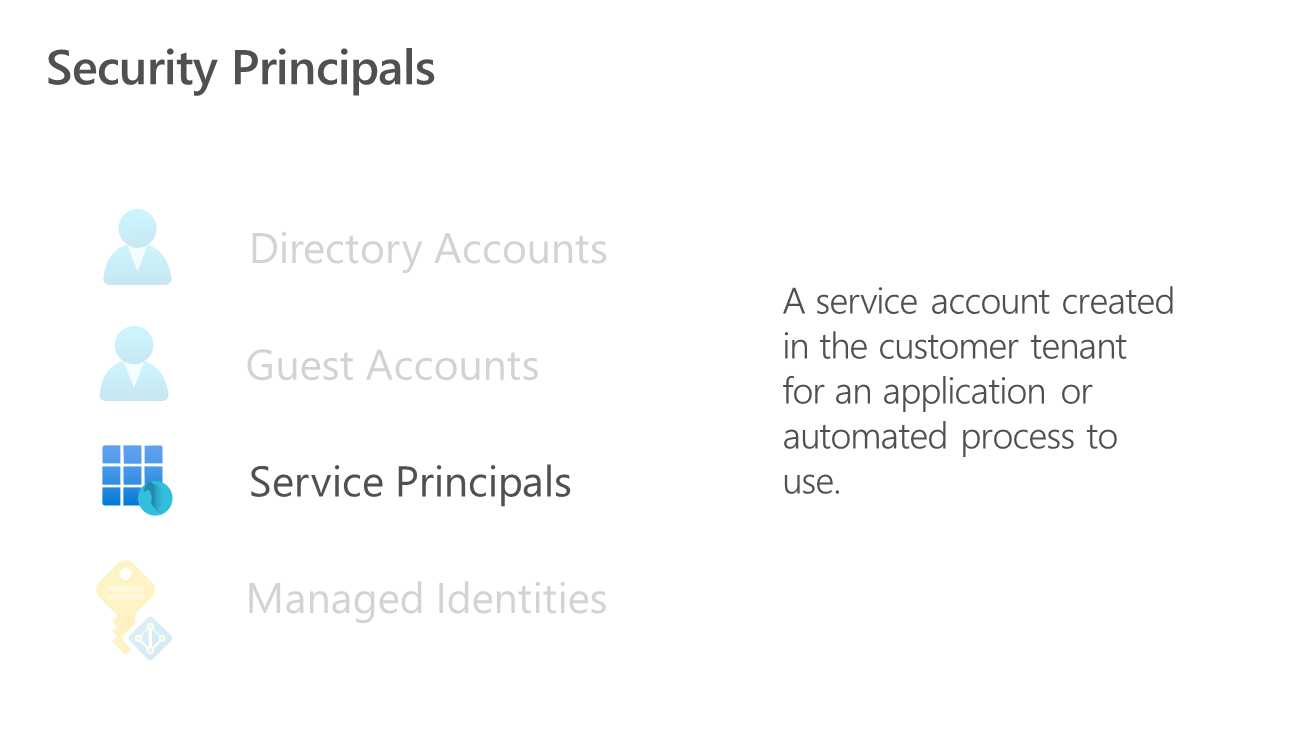 Security Principals
Directory Accounts
Guest Accounts
Service Principals
Managed Identities
A service account created
in the customer tenant
for an application or
automated process to
use.